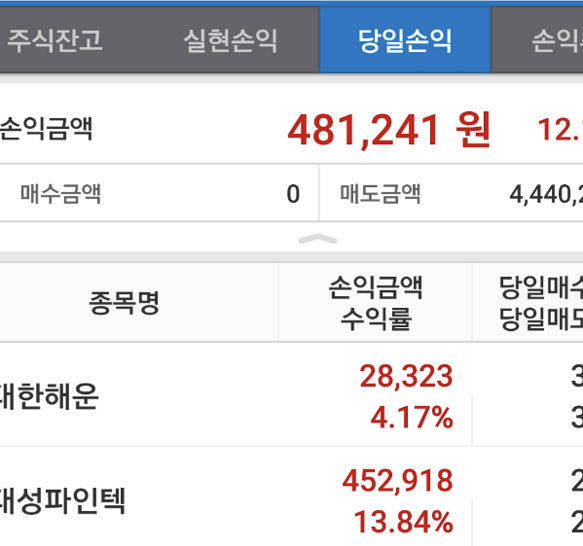 주식잔고 실현손익 당일손익 손익
손익금액 481,241 원 12.
매수금액 0 매도금액 4,440,2
종목명 손익금액 당일매수
수익률 당일매도
대한해운 28,323 3
4.17% 3
대성파인텍 452,918 2
13.84% 2